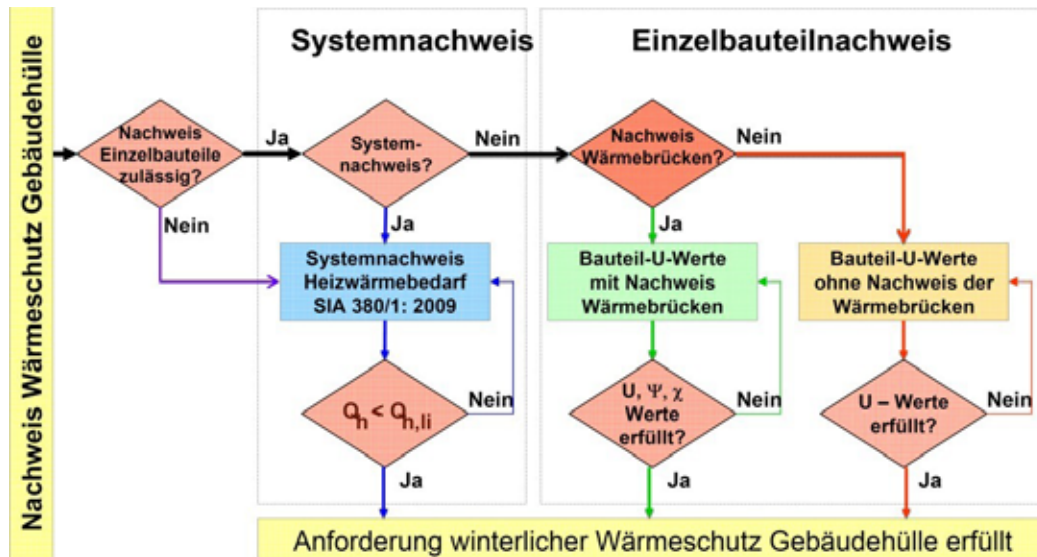 Nachweis Wärmeschutz Gebäudehülle
Systemnachweis
Einzelbauteilnachweis
Nachweis
Einzelbauteile
zulässig?
Ja
System-
nachweis?
Nein
Nachweis
Wärmebrücken?
Nein
Nein
Ja
Ja
Systemnachweis
Heizwärmebedarf
SIA 380/1: 2009
Bauteil-U-Werte
mit Nachweis
Wärmebrücken
Bauteil-U-Werte
ohne Nachweis der
Wärmebrücken
Qh < Qh,li
Nein
U, Ψ, χ
Werte
erfüllt?
Nein
U – Werte
erfüllt?
Nein
Ja
Ja
Ja
Anforderung winterlicher Wärmeschutz Gebäudehülle erfüllt